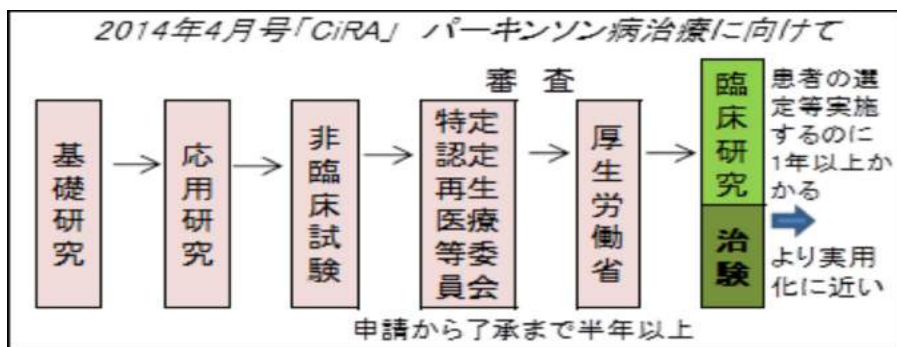 2014年4月号「CiRA」 パーキンソン病治療に向けて
審 査
基礎研究
応用研究
非臨床試験
特定
認定
再生
医療
等委
員会
厚生労働省
臨床研究
治験
患者の選
定等実施
するのに
1年以上か
かる
より実用
化に近い
申請から了承まで半年以上